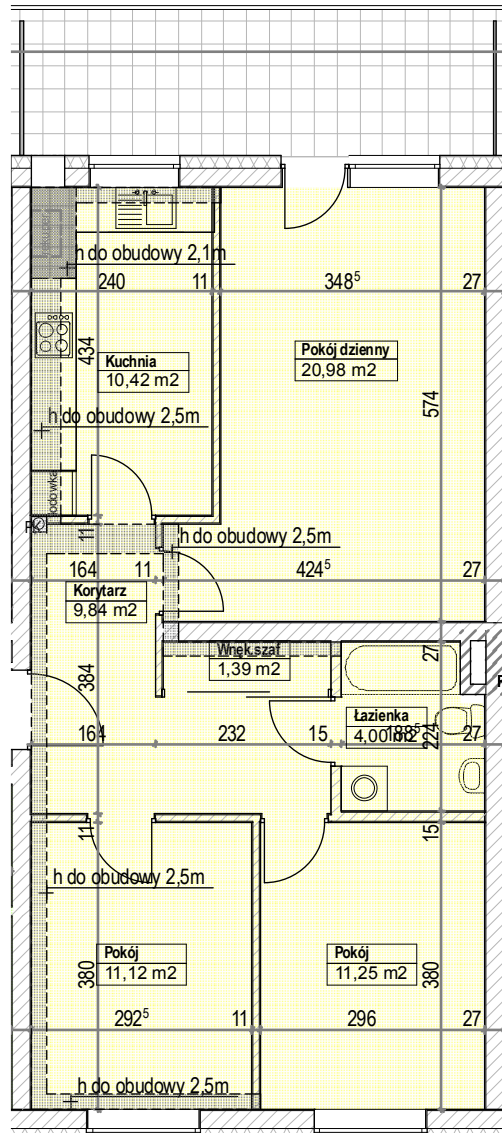 h do obudowy 2,1m
240
11
348⁵
27
434
Kuchnia
10,42 m2
Pokój dzienny
20,98 m2
574
h do obudowy 2,5m
11
h do obudowy 2,5m
164
11
424⁵
27
Korytarz
9,84 m2
384
Wnęk.szaf
1,39 m2
27
Łazienka
4,00 m2
224
164
232
15
188⁵
27
11
15
h do obudowy 2,5m
Pokój
11,12 m2
Pokój
11,25 m2
380
380
292⁵
11
296
27
h do obudowy 2,5m